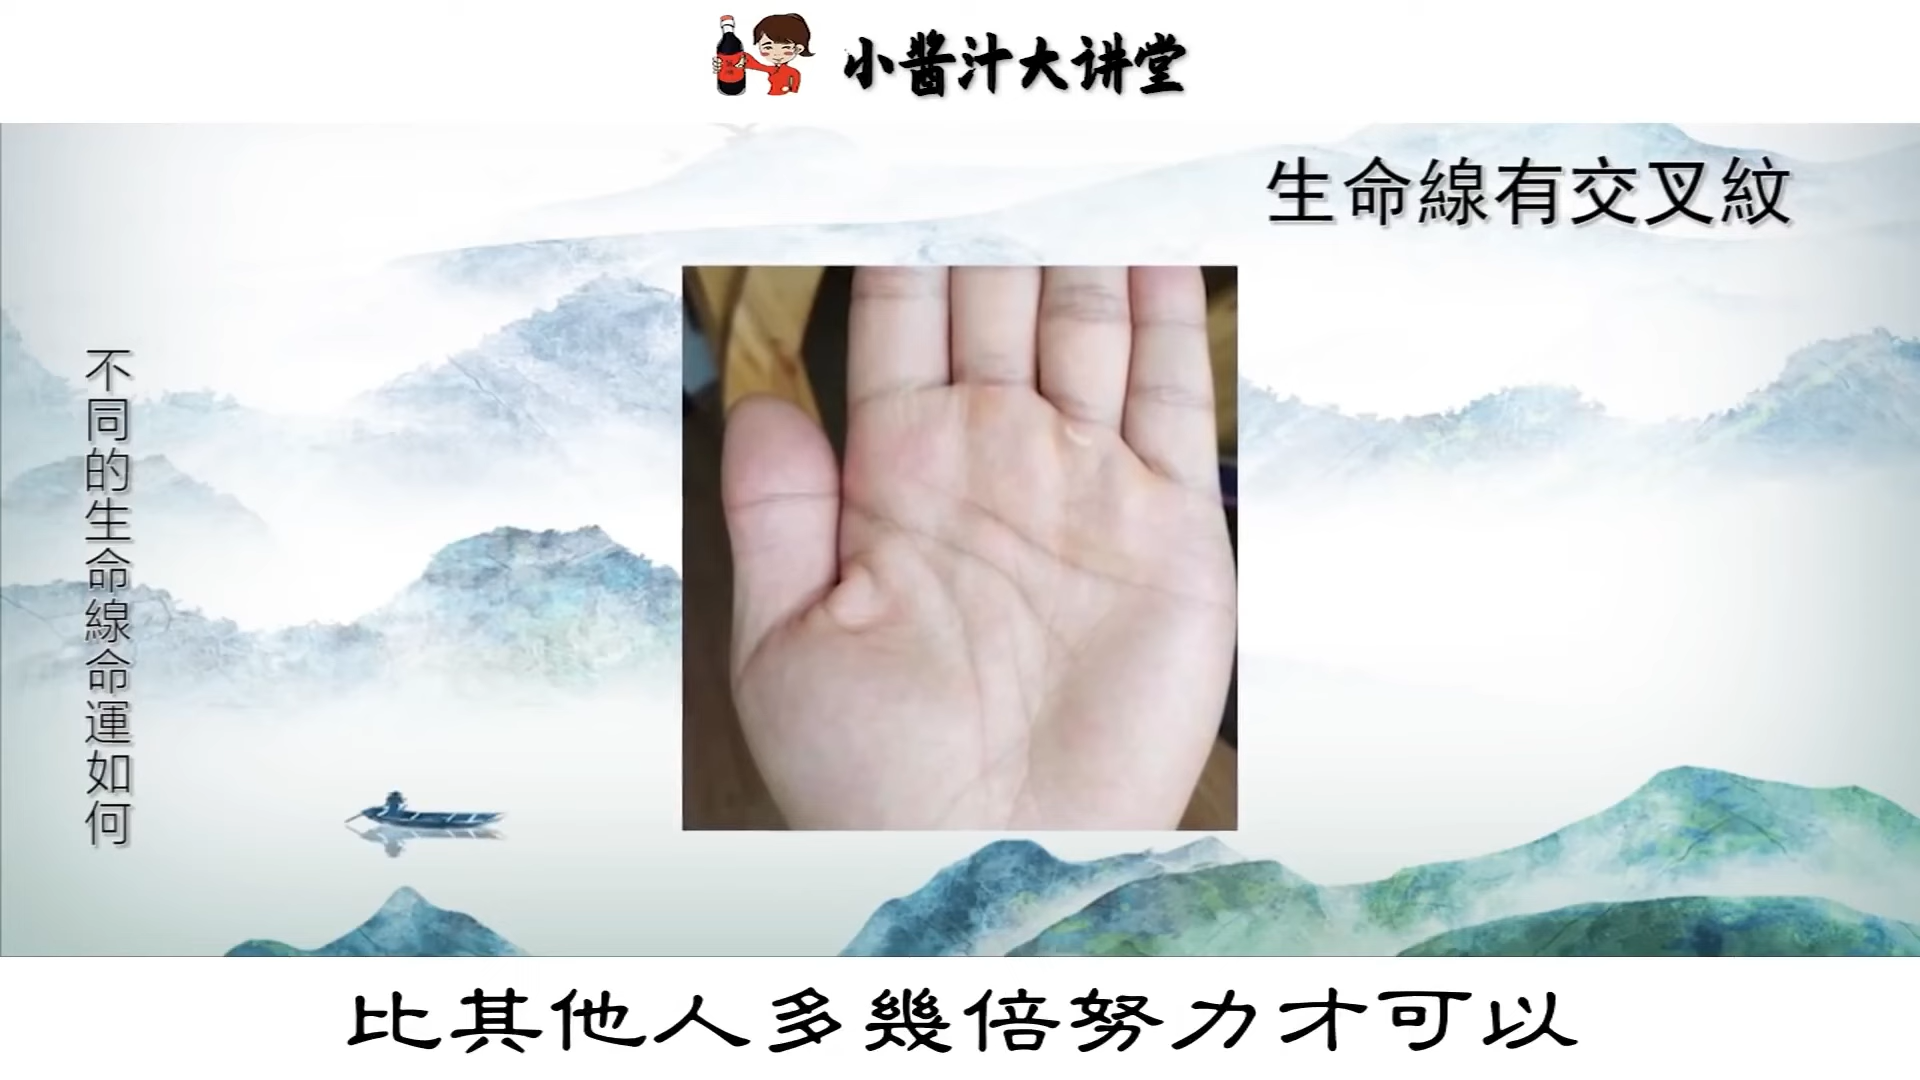 小酱汁大讲堂
生命線有交叉紋
不同的生命線命運如何
比其他人多幾倍努力才可以